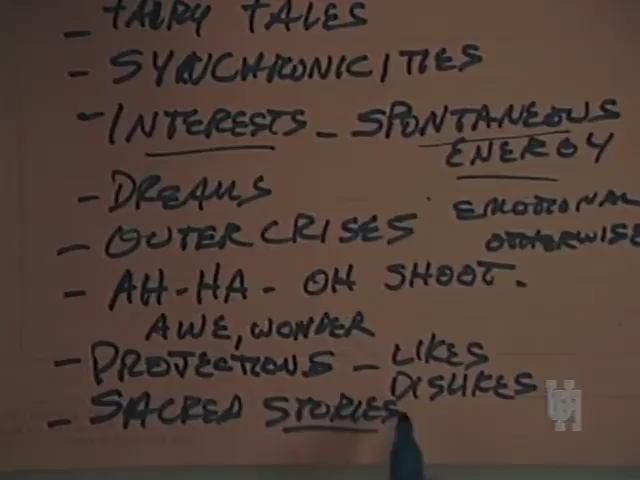 - FAIRY TALES
- SYNCHRONICITIES
- INTERESTS - SPONTANEOUS
ENERGY
- DREAMS
EMOTIONAL
- OUTER CRISES
OTHERWISE
- AH-HA - OH SHOOT.
AWE, WONDER
- PROJECTIONS - LIKES
DISLIKES
- SACRED STORIES
UH